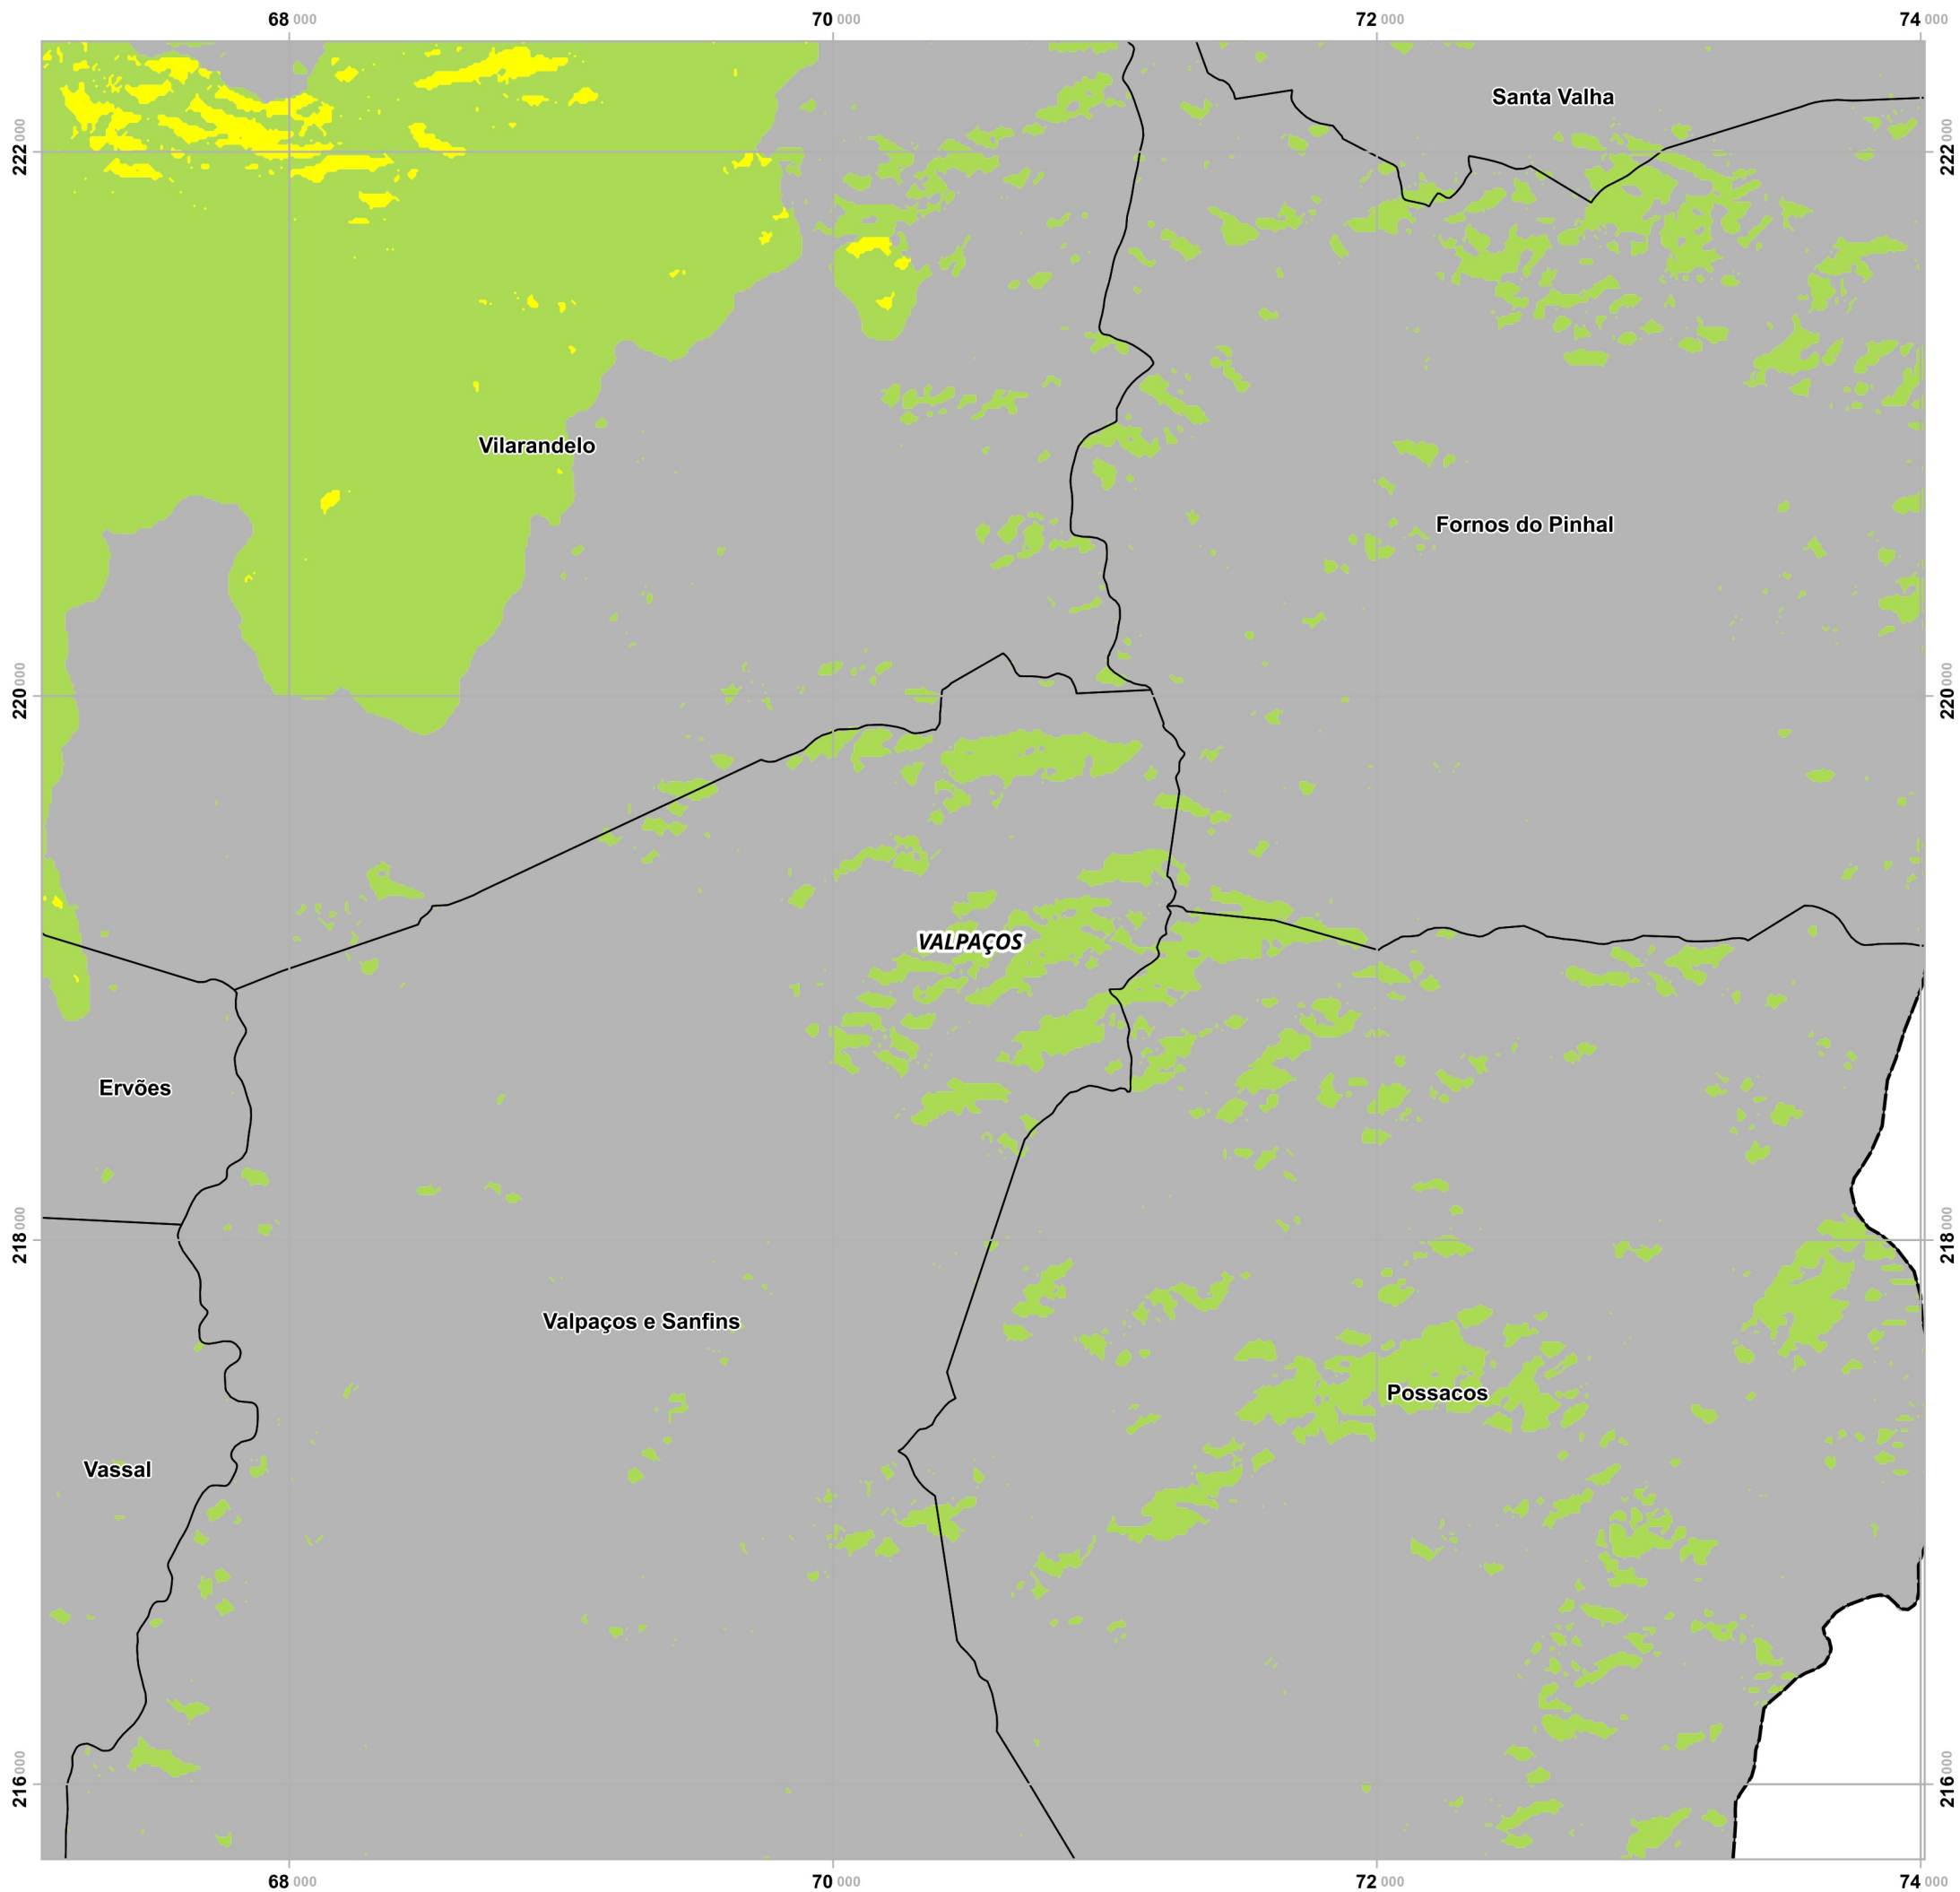 68 000 70 000 72 000 74 000
Santa Valha
222 000 222 000
Vilarandelo
Fornos do Pinhal
220 000 220 000
VALPAÇOS
Ervões
218 000 218 000
Valpaços e Sanfins
Possacos
Vassal
216 000 216 000
68 000 70 000 72 000 74 000